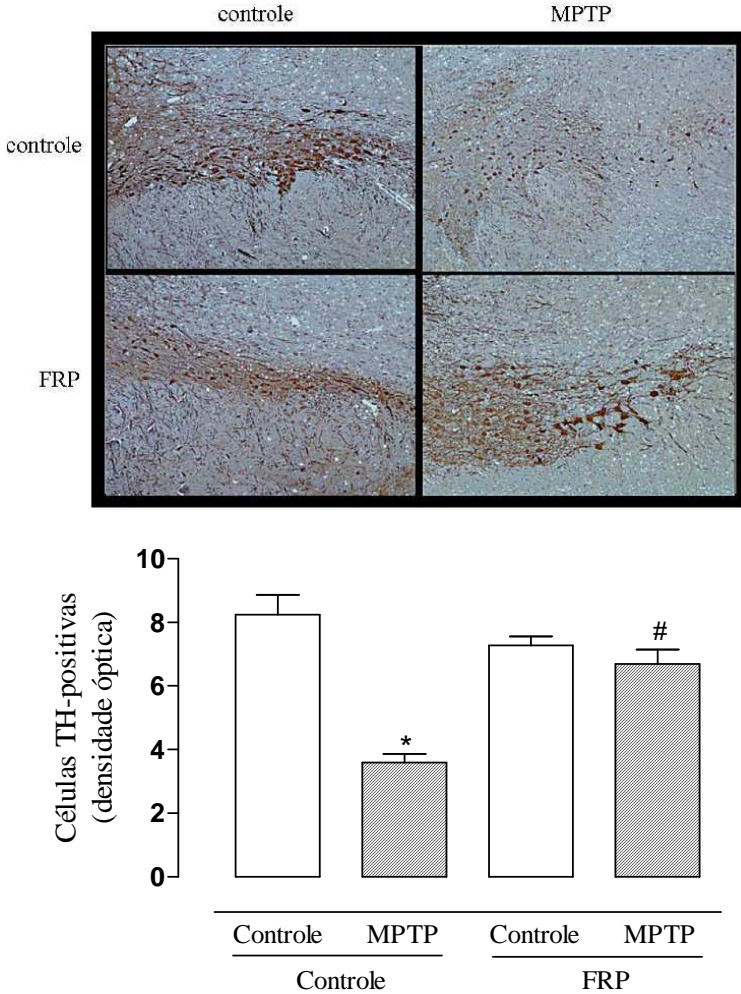 controle MPTP
controle
FRP
10
8
6
4
2
0
Células TH-positivas
(densidade óptica)
*
#
Controle MPTP Controle MPTP
Controle FRP